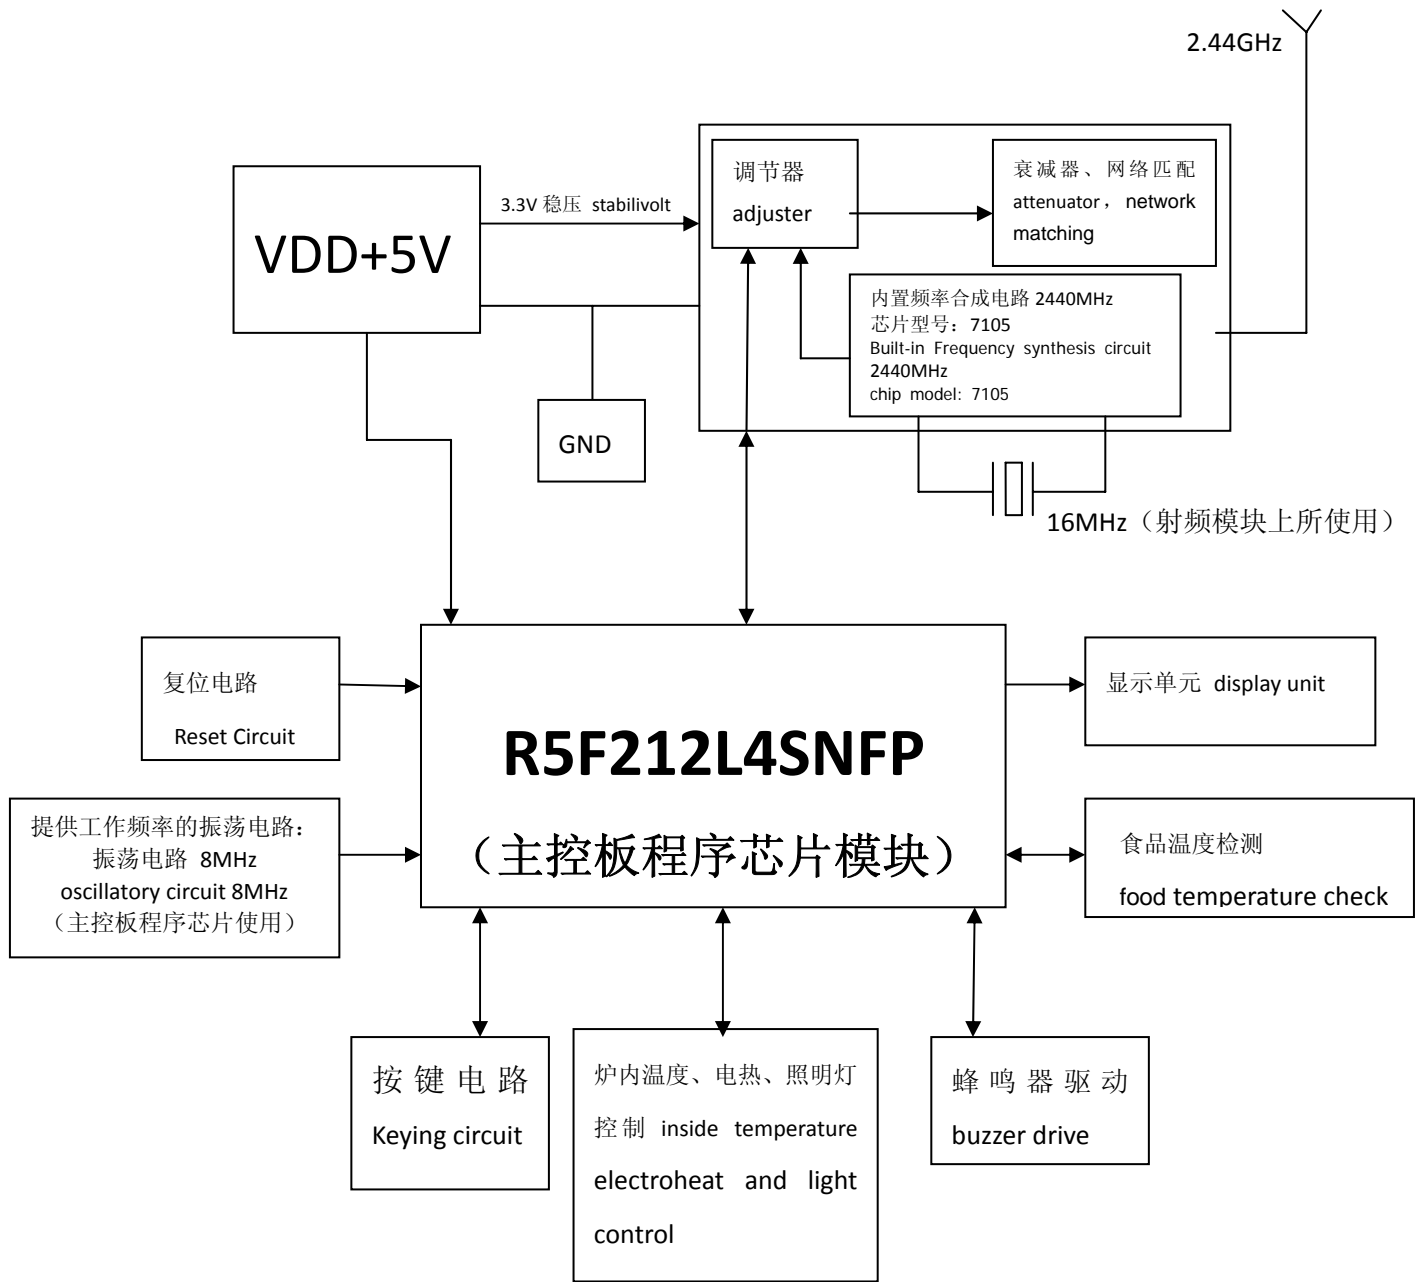 2.44GHz
VDD+5V
3.3V 稳压 stabilivolt
调节器
adjuster
衰减器、网络匹配
attenuator，network
matching
内置频率合成电路 2440MHz
芯片型号：7105
Built-in Frequency synthesis circuit
2440MHz
chip model: 7105
GND
16MHz（射频模块上所使用）
复位电路
Reset Circuit
R5F212L4SNFP
（主控板程序芯片模块）
显示单元 display unit
提供工作频率的振荡电路：
振荡电路 8MHz
oscillatory circuit 8MHz
（主控板程序芯片使用）
食品温度检测
food temperature check
按键电路
Keying circuit
炉内温度、电热、照明灯
控制 inside temperature
electroheat and light
control
蜂鸣器驱动
buzzer drive